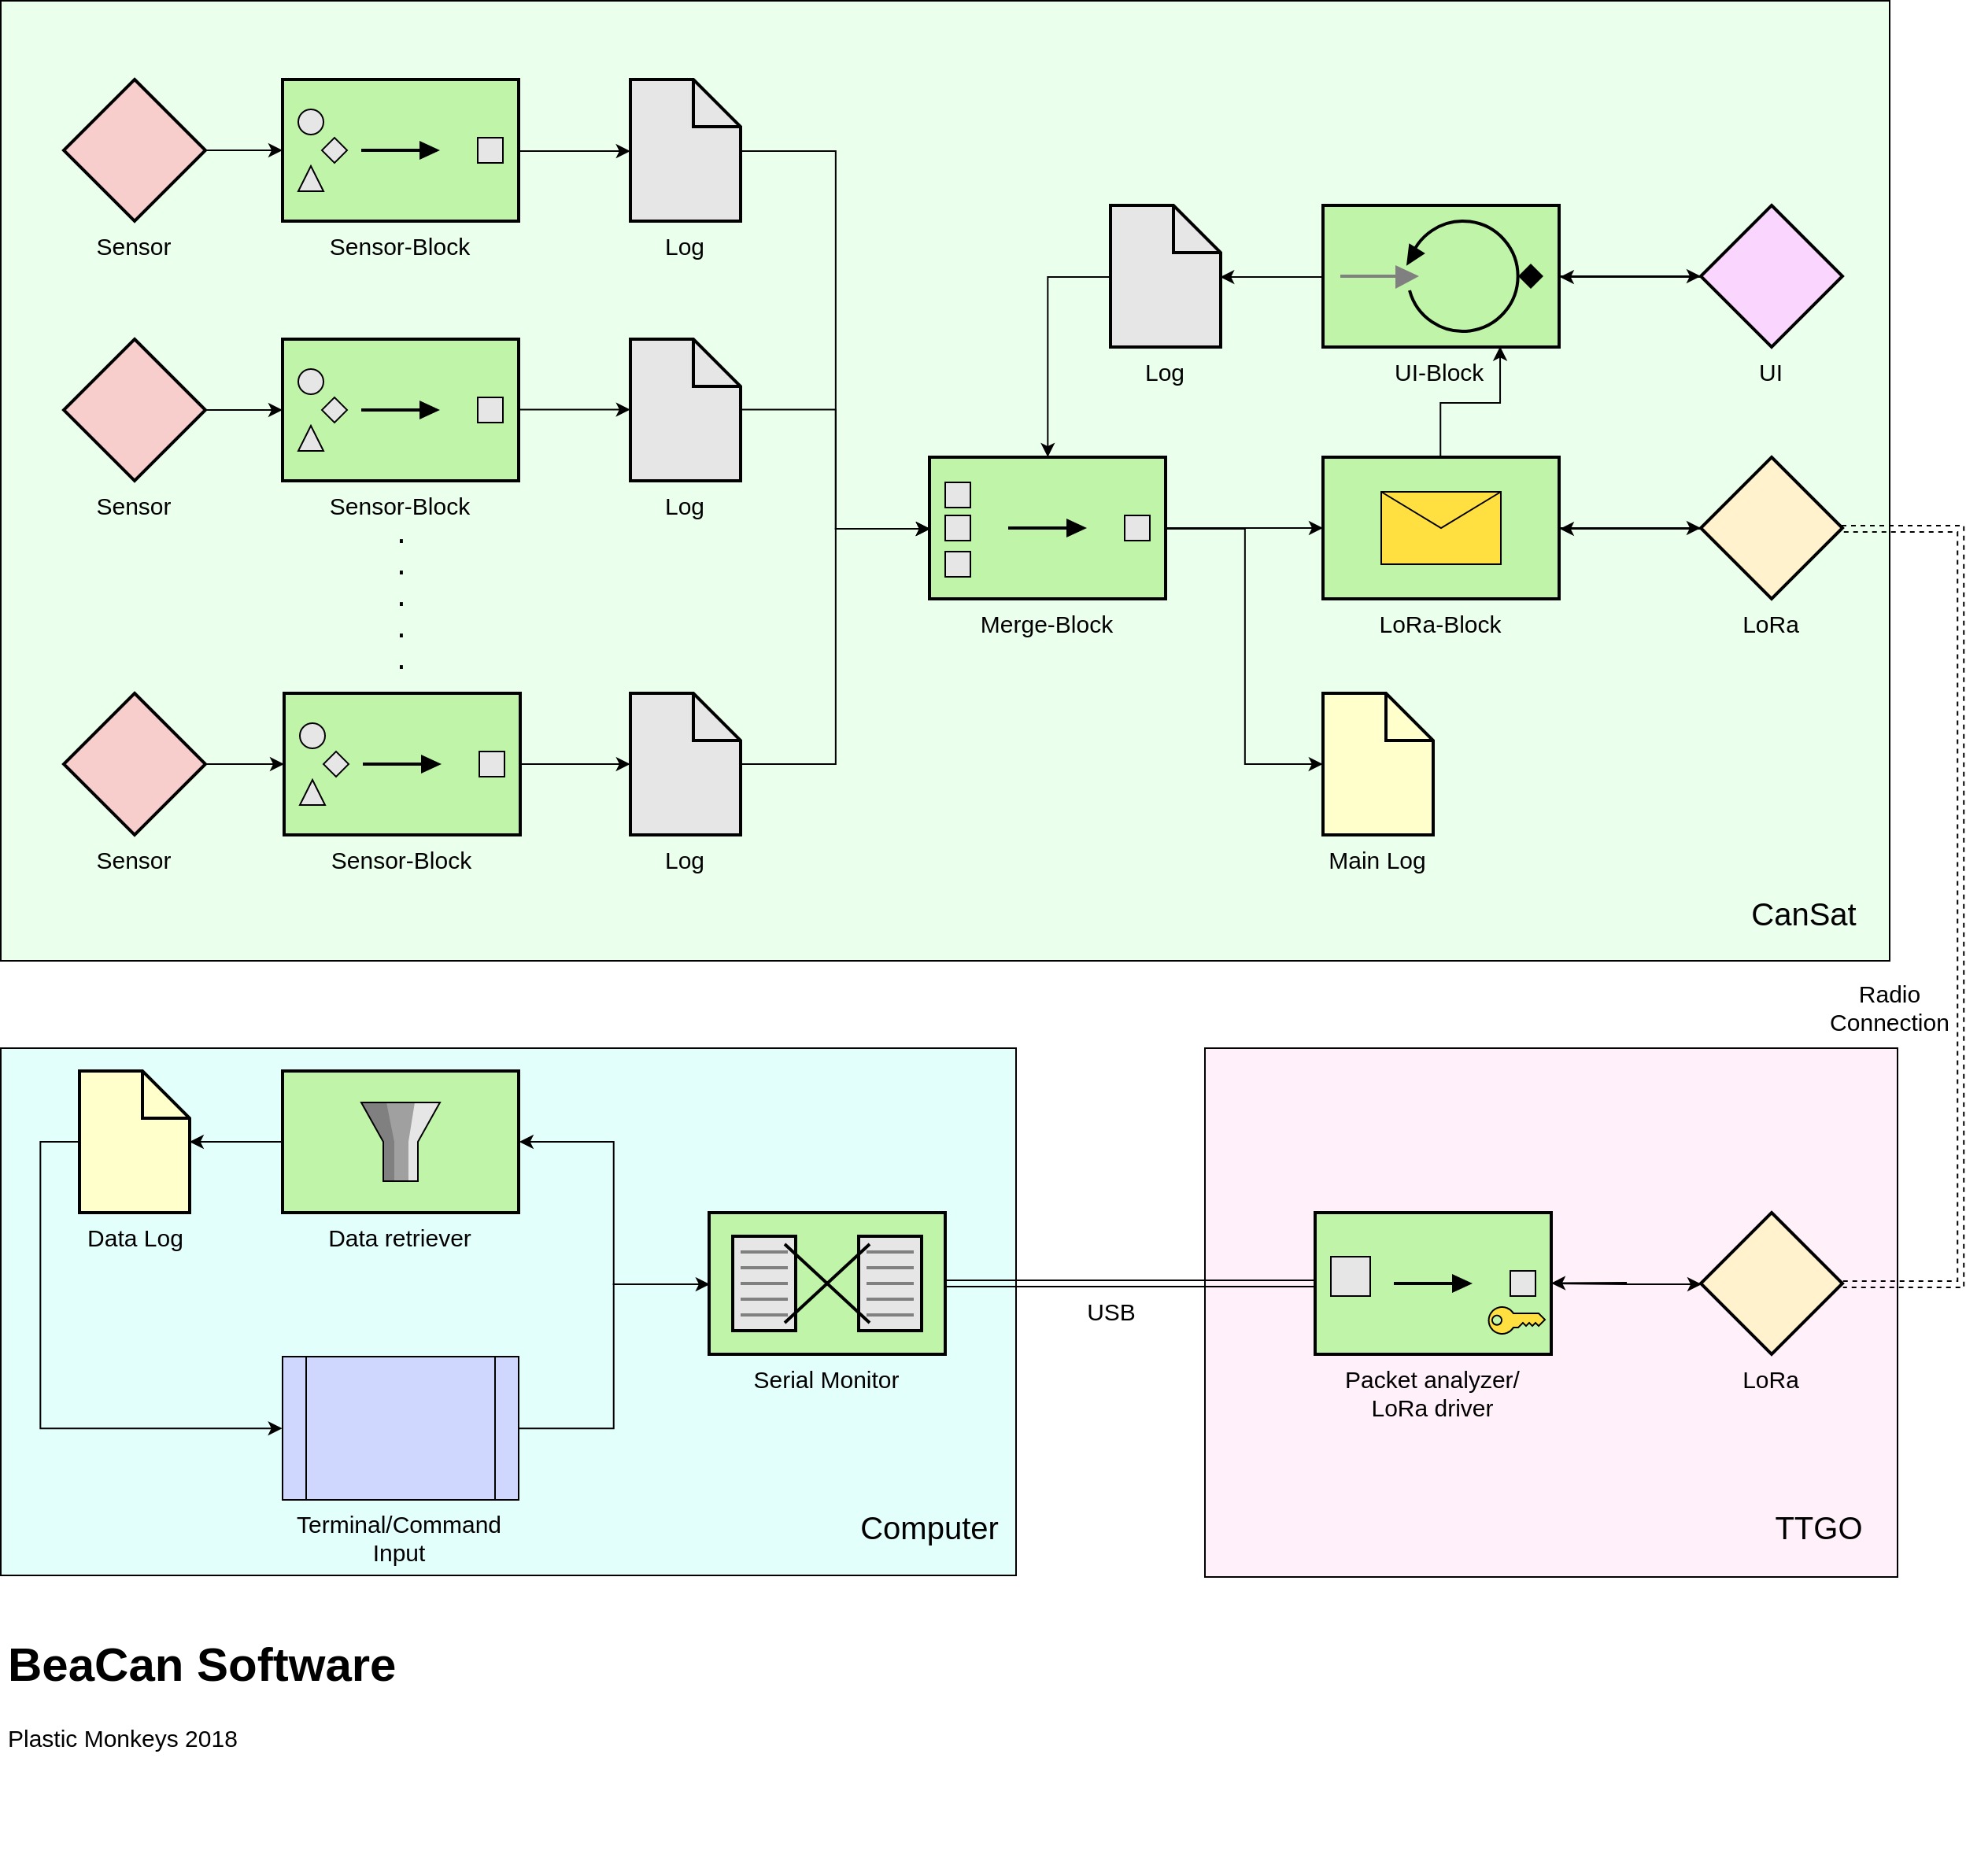 Sensor
Sensor-Block
Log
Log
UI-Block
UI
Sensor
Sensor-Block
Log
.
.
.
.
.
Merge-Block
LoRa-Block
LoRa
Sensor
Sensor-Block
Log
Main Log
CanSat
Radio
Connection
Data Log
Data retriever
USB
Serial Monitor
Packet analyzer/
LoRa driver
LoRa
Terminal/Command
Input
Computer
TTGO
BeaCan Software
Plastic Monkeys 2018